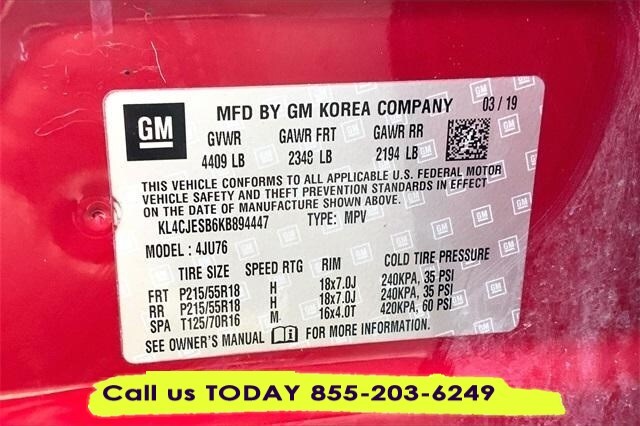 GM MFD BY GM KOREA COMPANY 03/19
GVWR GAWR FRT GAWR RR
4409 LB 2348 LB 2194 LB
THIS VEHICLE CONFORMS TO ALL APPLICABLE U.S. FEDERAL MOTOR
VEHICLE SAFETY AND THEFT PREVENTION STANDARDS IN EFFECT
ON THE DATE OF MANUFACTURE SHOWN ABOVE.
KL4CJESB6KB894447 TYPE: MPV
MODEL: 4JU76
TIRE SIZE SPEED RTG RIM COLD TIRE PRESSURE
FRT P215/55R18 H 18x7.0J 240KPA, 35 PSI
RR P215/55R18 H 18x7.0J 240KPA, 35 PSI
SPA T125/70R16 M 16x4.0T 420KPA, 60 PSI
SEE OWNER'S MANUAL FOR MORE INFORMATION
Call us TODAY 855-203-6249